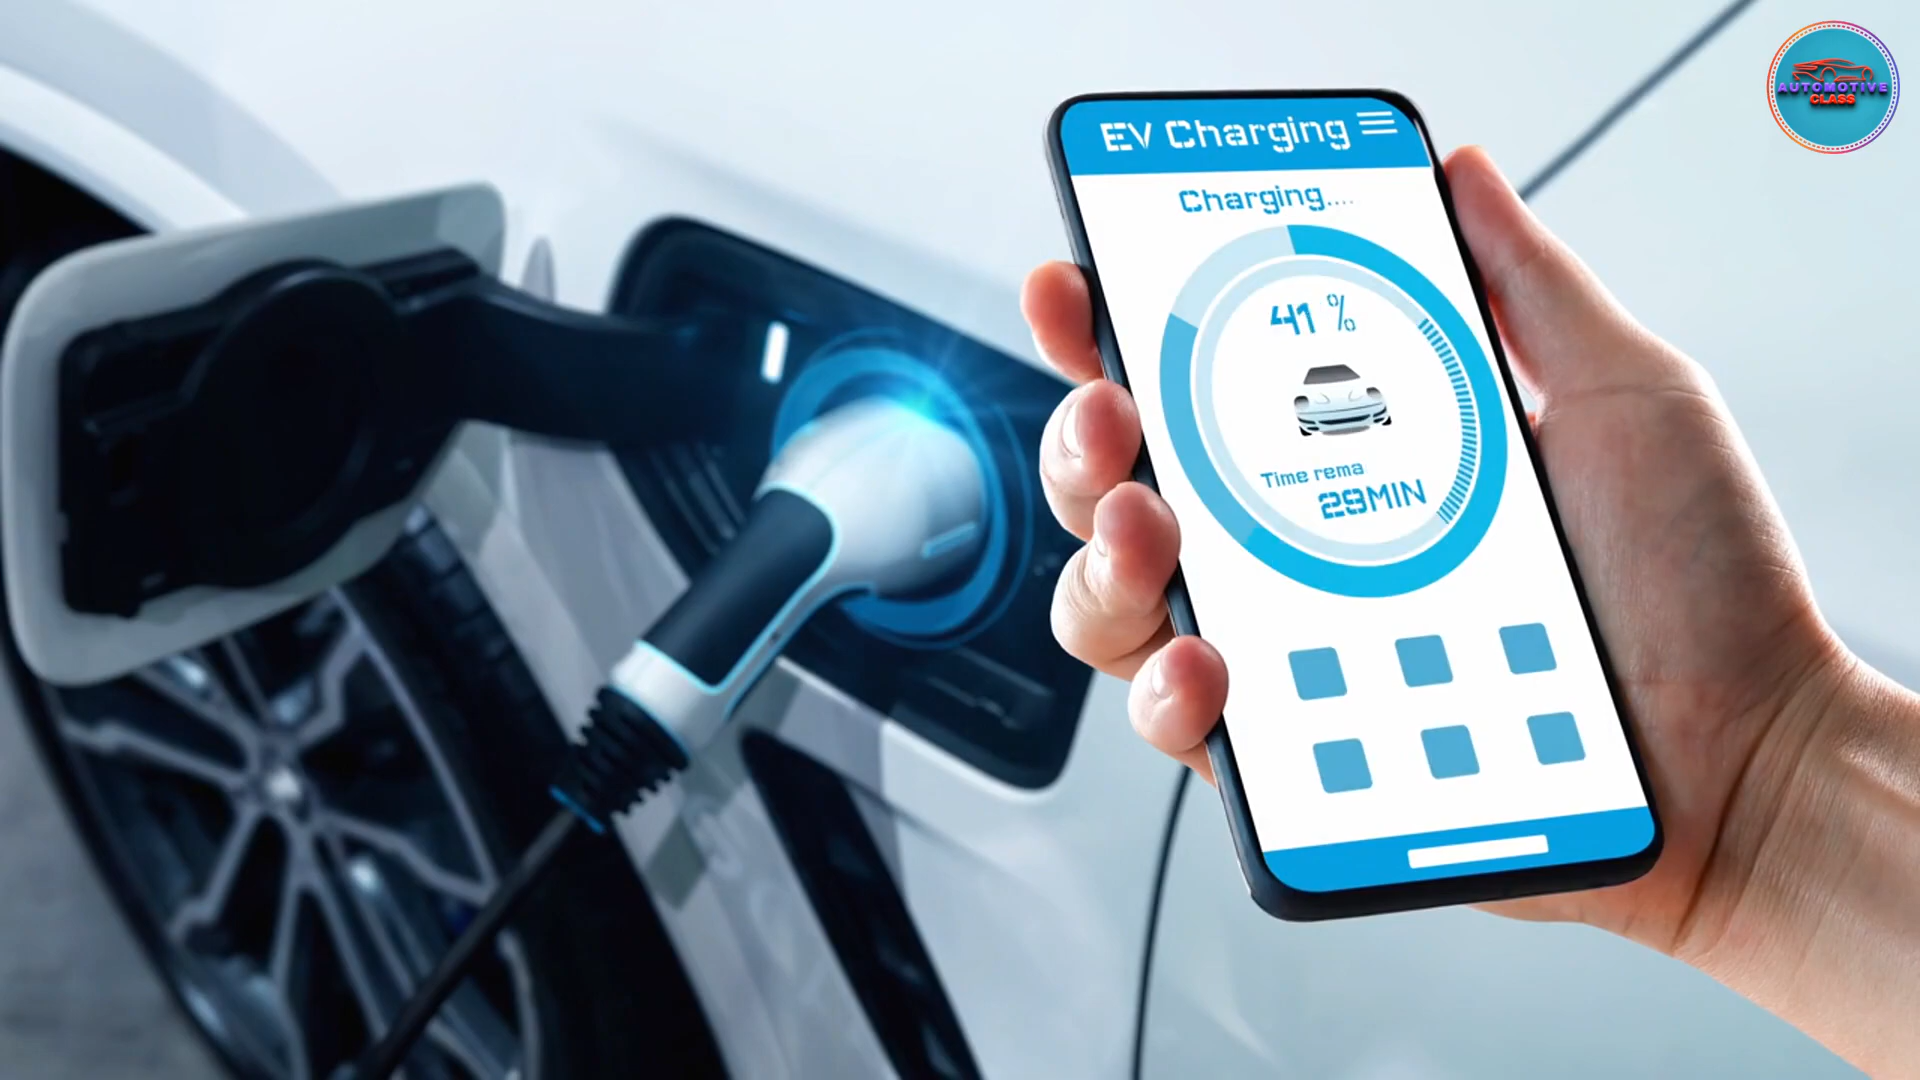 AUTOMOTIVE
CLASS
EV Charging
Charging....
41 %
Time rema
29MIN